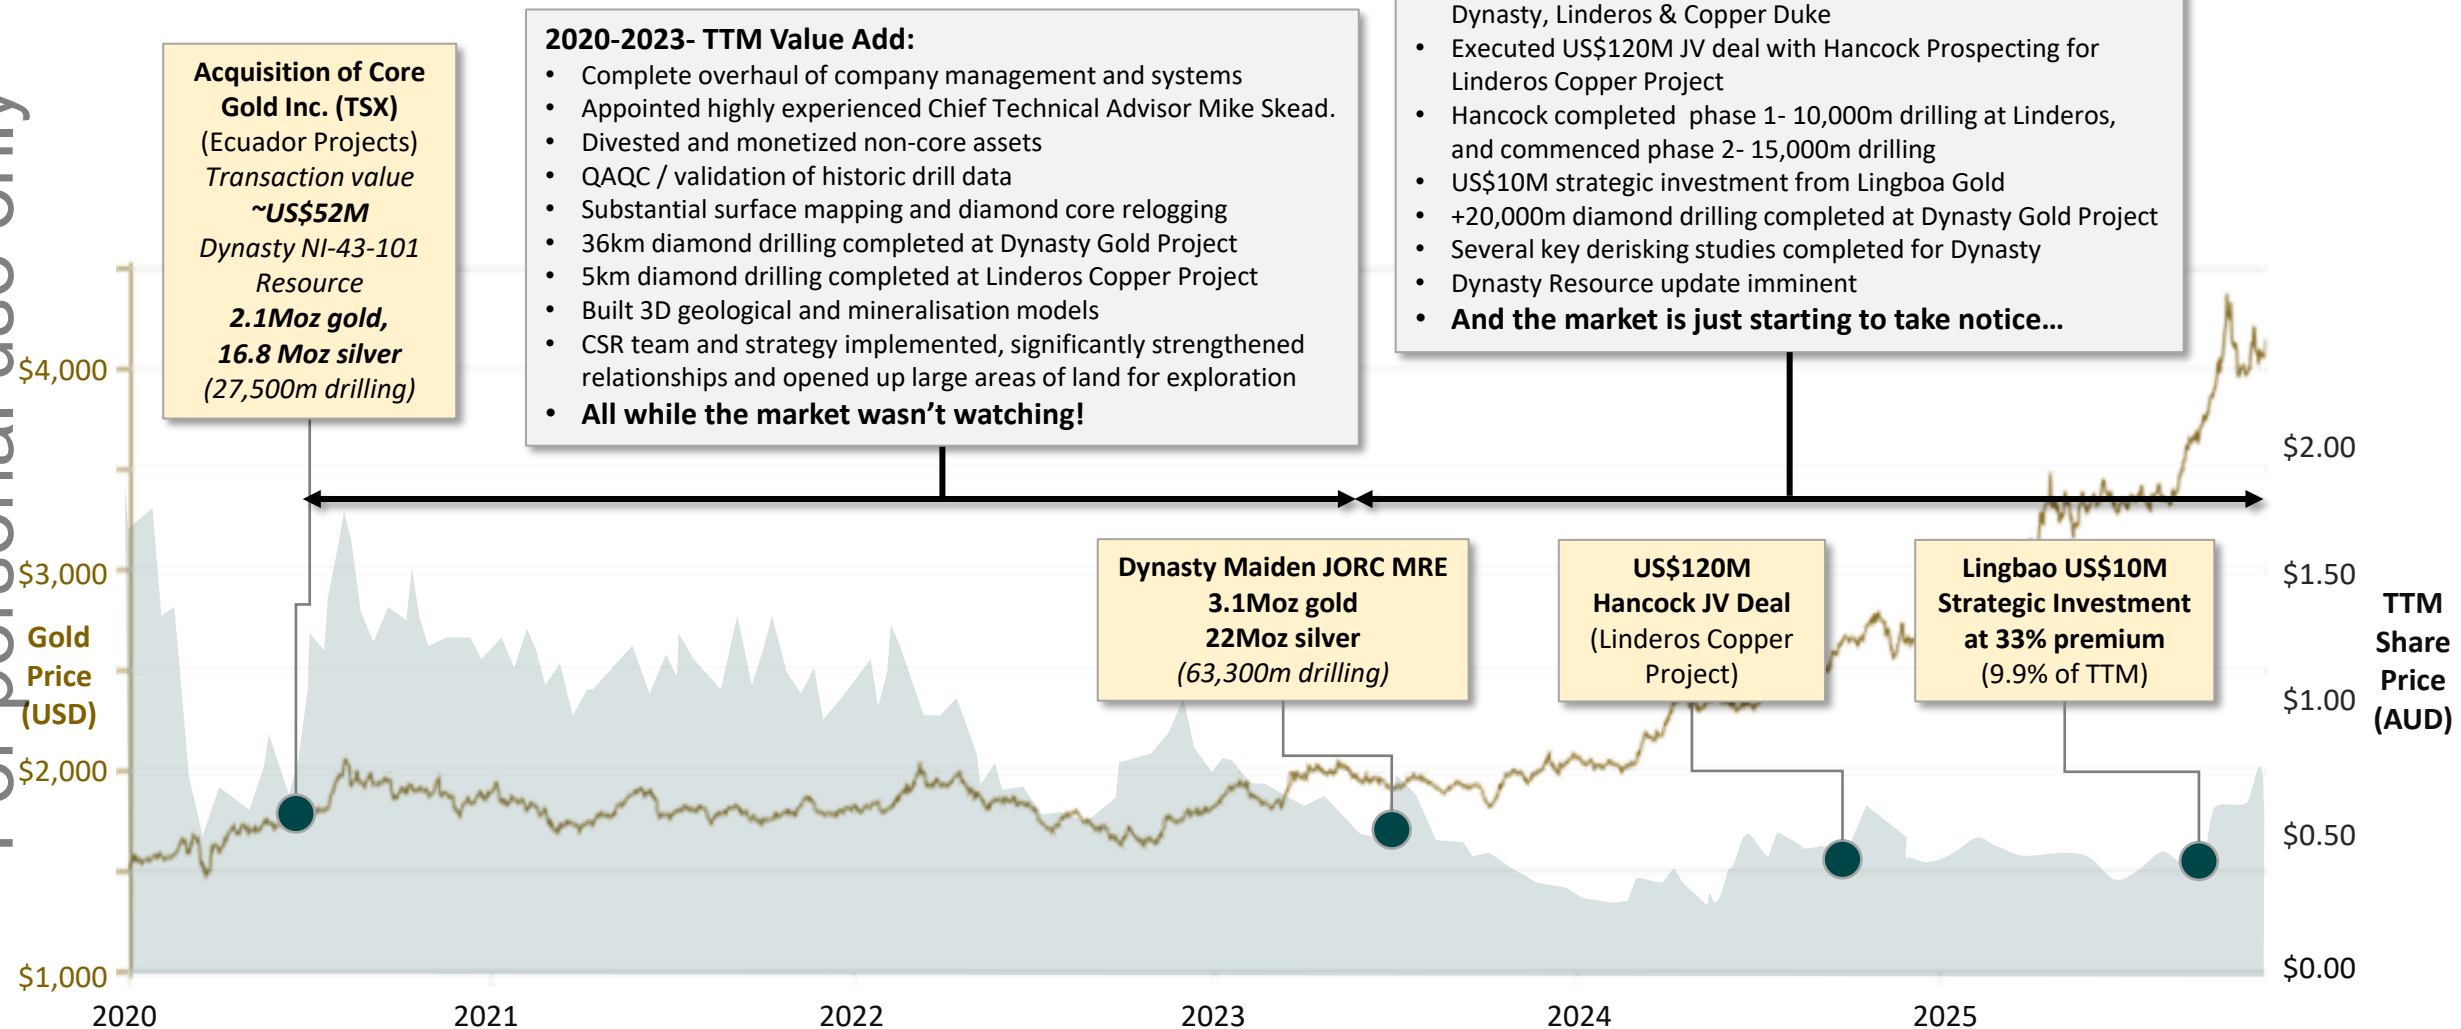 For personal use only
Acquisition of Core
Gold Inc. (TSX)
(Ecuador Projects)
Transaction value
~US$52M
Dynasty NI-43-101
Resource
2.1Moz gold,
16.8 Moz silver
(27,500m drilling)
2020-2023- TTM Value Add:
• Complete overhaul of company management and systems
• Appointed highly experienced Chief Technical Advisor Mike Skead.
• Divested and monetized non-core assets
• QAQC / validation of historic drill data
• Substantial surface mapping and diamond core relogging
• 36km diamond drilling completed at Dynasty Gold Project
• 5km diamond drilling completed at Linderos Copper Project
• Built 3D geological and mineralisation models
• CSR team and strategy implemented, significantly strengthened
relationships and opened up large areas of land for exploration
• All while the market wasn’t watching!
Dynasty, Linderos & Copper Duke
• Executed US$120M JV deal with Hancock Prospecting for
Linderos Copper Project
• Hancock completed phase 1- 10,000m drilling at Linderos,
and commenced phase 2- 15,000m drilling
• US$10M strategic investment from Lingboa Gold
• +20,000m diamond drilling completed at Dynasty Gold Project
• Several key derisking studies completed for Dynasty
• Dynasty Resource update imminent
• And the market is just starting to take notice…
Dynasty Maiden JORC MRE
3.1Moz gold
22Moz silver
(63,300m drilling)
US$120M
Hancock JV Deal
(Linderos Copper
Project)
Lingbao US$10M
Strategic Investment
at 33% premium
(9.9% of TTM)
$4,000
$3,000
Gold
Price
(USD)
$2,000
$1,000
$2.00
$1.50
TTM
Share
Price
(AUD)
$1.00
$0.50
$0.00
2020
2021
2022
2023
2024
2025